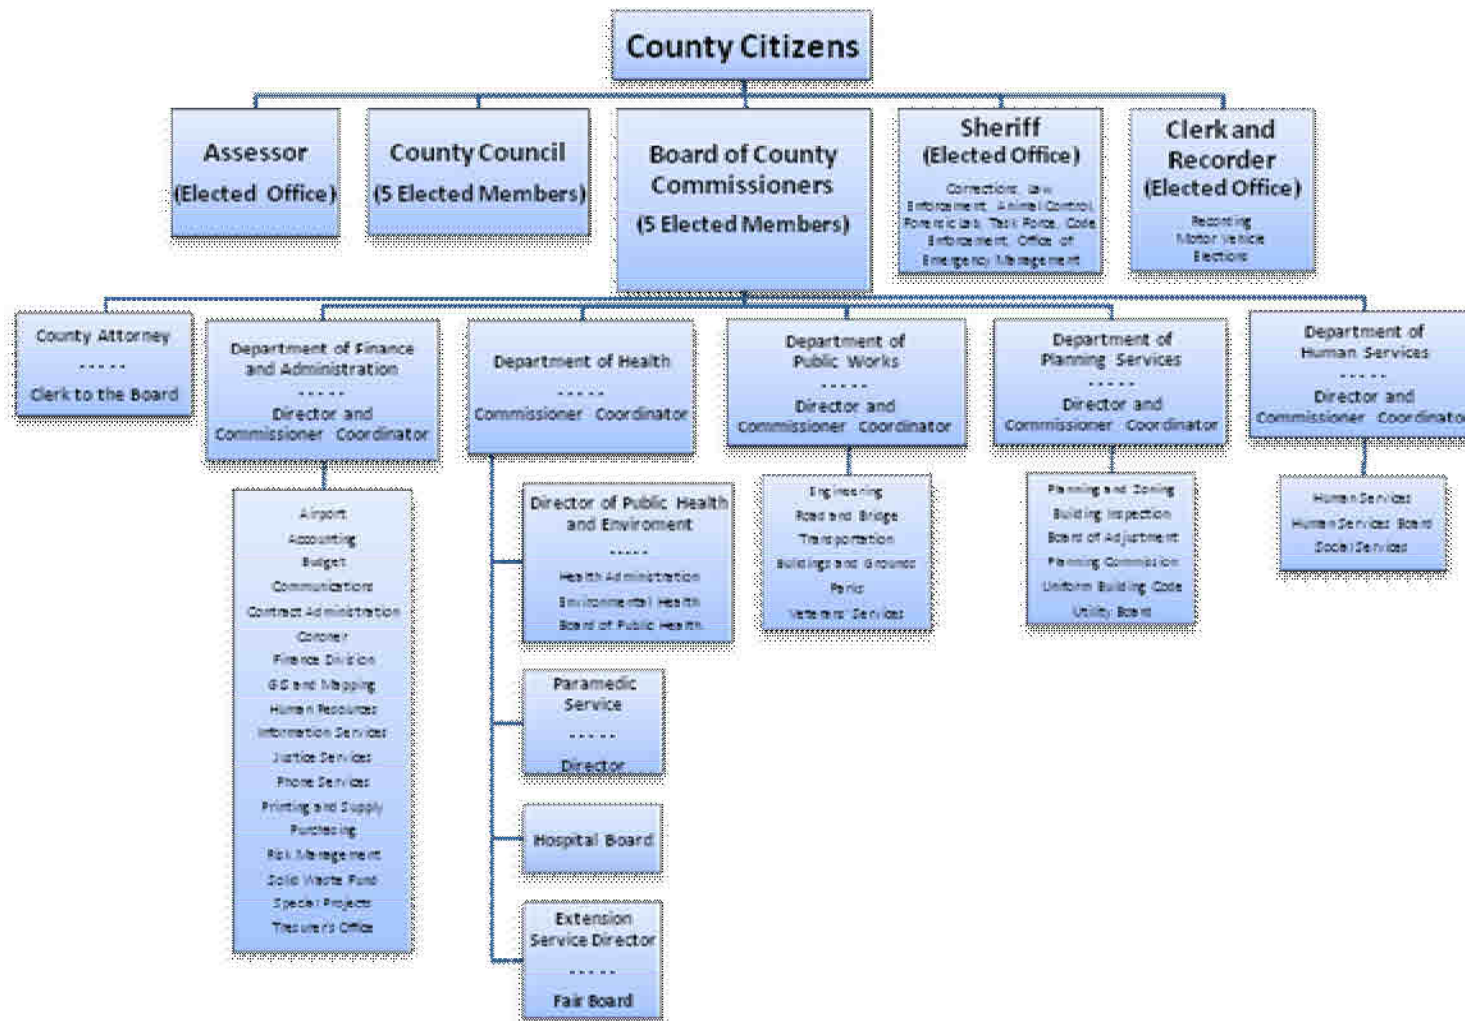 County Citizens
Assessor
(Elected Office)
County Council
(5 Elected Members)
Board of County
Commissioners
(5 Elected Members)
Sheriff
(Elected Office)
Corrections, Law
Enforcement, Animal Control,
Forensic Lab, Task Force, Code
Enforcement, Office of
Emergency Management
Clerk and
Recorder
(Elected Office)
Recording
Motor Vehicle
Elections
County Attorney
- - - - -
Clerk to the Board
Department of Finance
and Administration
- - - - -
Director and
Commissioner Coordinator
Department of Health
- - - - -
Commissioner Coordinator
Department of
Public Works
- - - - -
Director and
Commissioner Coordinator
Department of
Planning Services
- - - - -
Director and
Commissioner Coordinator
Department of
Human Services
- - - - -
Director and
Commissioner Coordinator
Airport
Accounting
Budget
Communications
Contract Administration
Coroner
Finance Division
GIS and Mapping
Human Resources
Information Services
Justice Services
Phone Services
Printing and Supply
Purchasing
Risk Management
Solid Waste Fund
Special Projects
Tresurer's Office
Director of Public Health
and Enviroment
- - - - -
Health Administration
Environmental Health
Board of Public Health
Paramedic
Service
- - - - -
Director
Hospital Board
Extension
Service Director
- - - - -
Fair Board
Engineering
Road and Bridge
Transportation
Buildings and Grounds
Parks
Veterans' Services
Planning and Zoning
Building Inspection
Board of Adjustment
Planning Commission
Uniform Building Code
Utility Board
Human Services
Human Services Board
Social Services